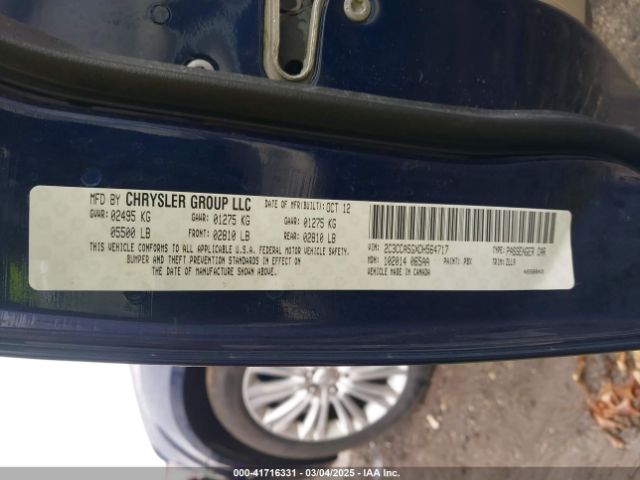 MFD BY CHRYSLER GROUP LLC DATE OF MFR(BUILT): OCT 12
GVWR: 02495 KG GAWR: 01275 KG GAWR: 01275 KG
05500 LB FRONT: 02810 LB REAR: 02810 LB
THIS VEHICLE CONFORMS TO ALL APPLICABLE U.S.A. FEDERAL MOTOR VEHICLE SAFETY,
BUMPER AND THEFT PREVENTION STANDARDS IN EFFECT ON THE
DATE OF MANUFACTURE SHOWN ABOVE.
VIN: 2C3CCASGXDH564717 TYPE: PASSENGER CAR
MDH: 102014 065AA PAINT: PBX TRIM: ZLL9
MADE IN CANADA
000-41716331 - 03/04/2025 - IAA Inc.